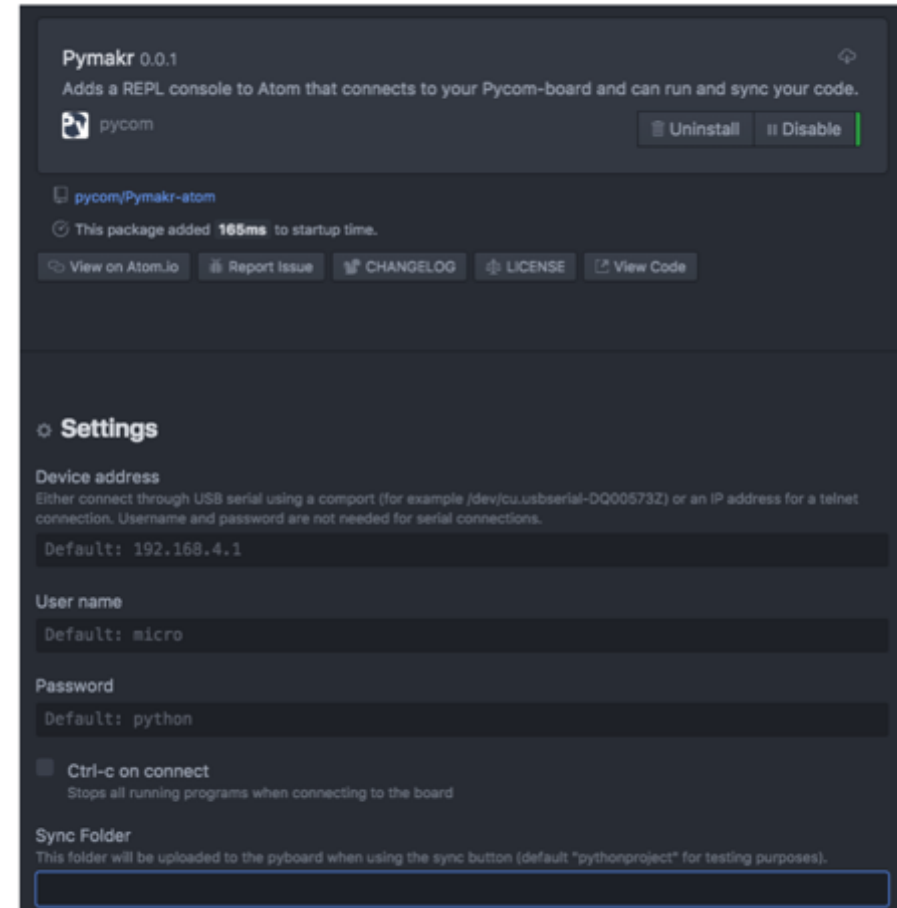 Pymakr 0.0.1
Adds a REPL console to Atom that connects to your Pycom-board and can run and sync your code.
pycom
Uninstall
Disable
pycom/Pymakr-atom
This package added 165ms to startup time.
View on Atom.io
Report Issue
CHANGELOG
LICENSE
View Code
Settings
Device address
Either connect through USB serial using a comport (for example /dev/cu.usbserial-DQ00573Z) or an IP address for a telnet
connection. Username and password are not needed for serial connections.
Default: 192.168.4.1
User name
Default: micro
Password
Default: python
Ctrl-c on connect
Stops all running programs when connecting to the board
Sync Folder
This folder will be uploaded to the pyboard when using the sync button (default "pythonproject" for testing purposes).